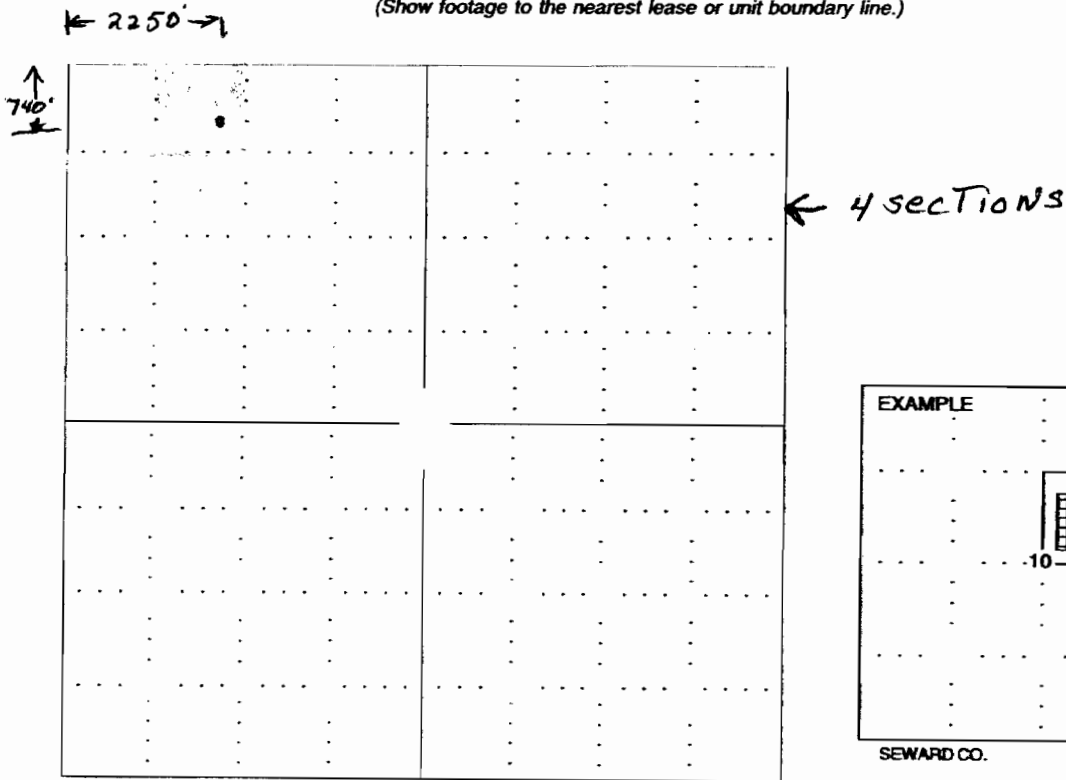 (Show footage to the nearest lease or unit boundary line.)
2250'
740'
4 secTioNs
EXAMPLE
10
SEWARD CO.